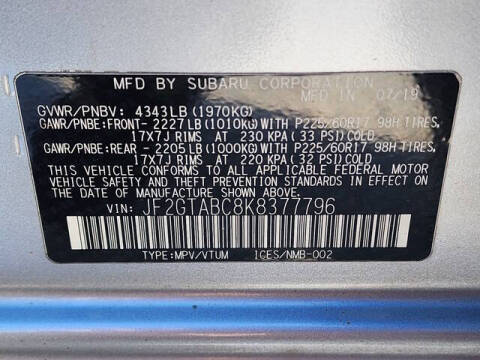 MFD BY SUBARU CORPORATION
GVWR/PNBV: 4343LB(1970KG) MFD IN 07/19
GAWR/PNBE:FRONT- 2227LB(1010KG)WITH P225/60R17 98H TIRES,
17X7J RIMS AT 230 KPA (33 PSI)COLD
GAWR/PNBE:REAR - 2205LB(1000KG)WITH P225/60R17 98H TIRES,
17X7J RIMS AT 220 KPA (32 PSI)COLD
THIS VEHICLE CONFORMS TO ALL APPLICABLE FEDERAL
MOTOR VEHICLE SAFETY, BUMPER AND THEFT
PREVENTION STANDARDS IN EFFECT ON THE DATE
OF MANUFACTURE SHOWN ABOVE.
VIN: JF2GTABC8K8377796
TYPE:MPV/VTUM ICES/NMB-002